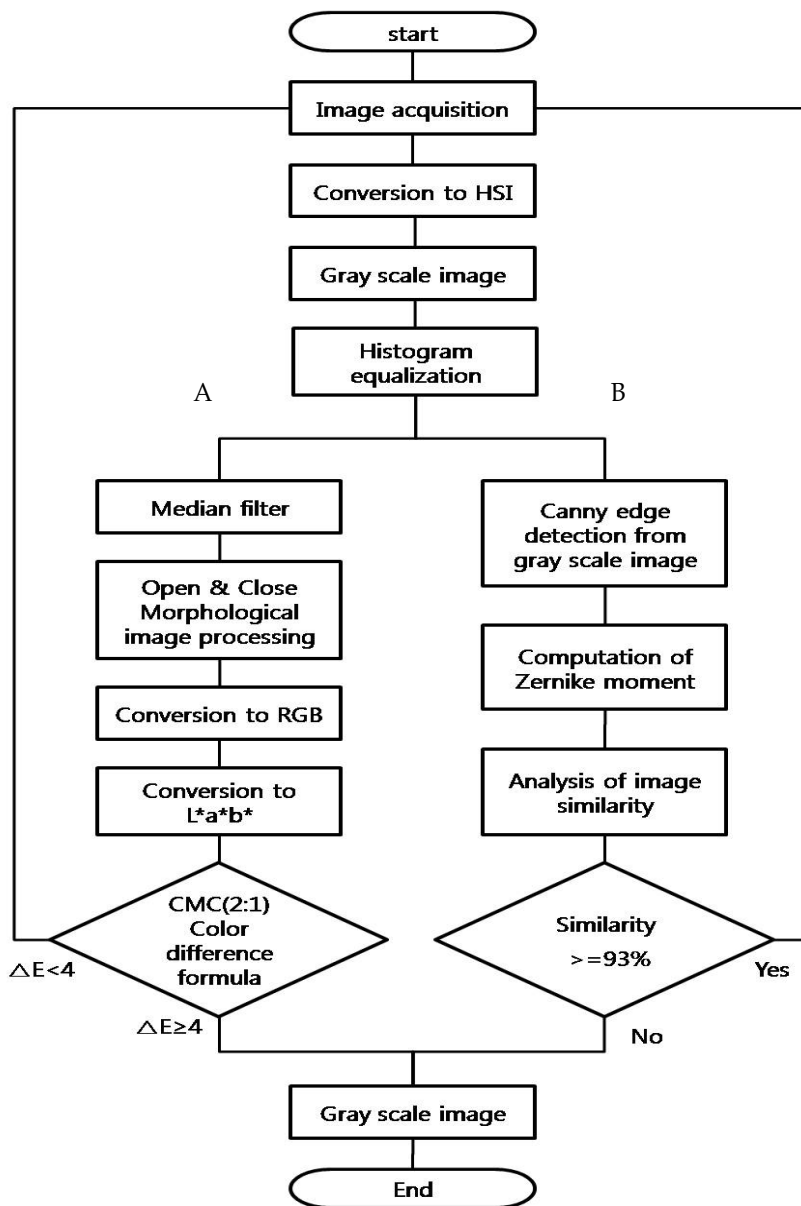 start
Image acquisition
Conversion to HSI
Gray scale image
Histogram
equalization
A
B
Median filter
Open & Close
Morphological
image processing
Conversion to RGB
Conversion to
L*a*b*
CMC(2:1)
Color
difference
formula
△E<4
△E≥4
Canny edge
detection from
gray scale image
Computation of
Zernike moment
Analysis of image
similarity
Similarity
>=93%
Yes
No
Gray scale image
End